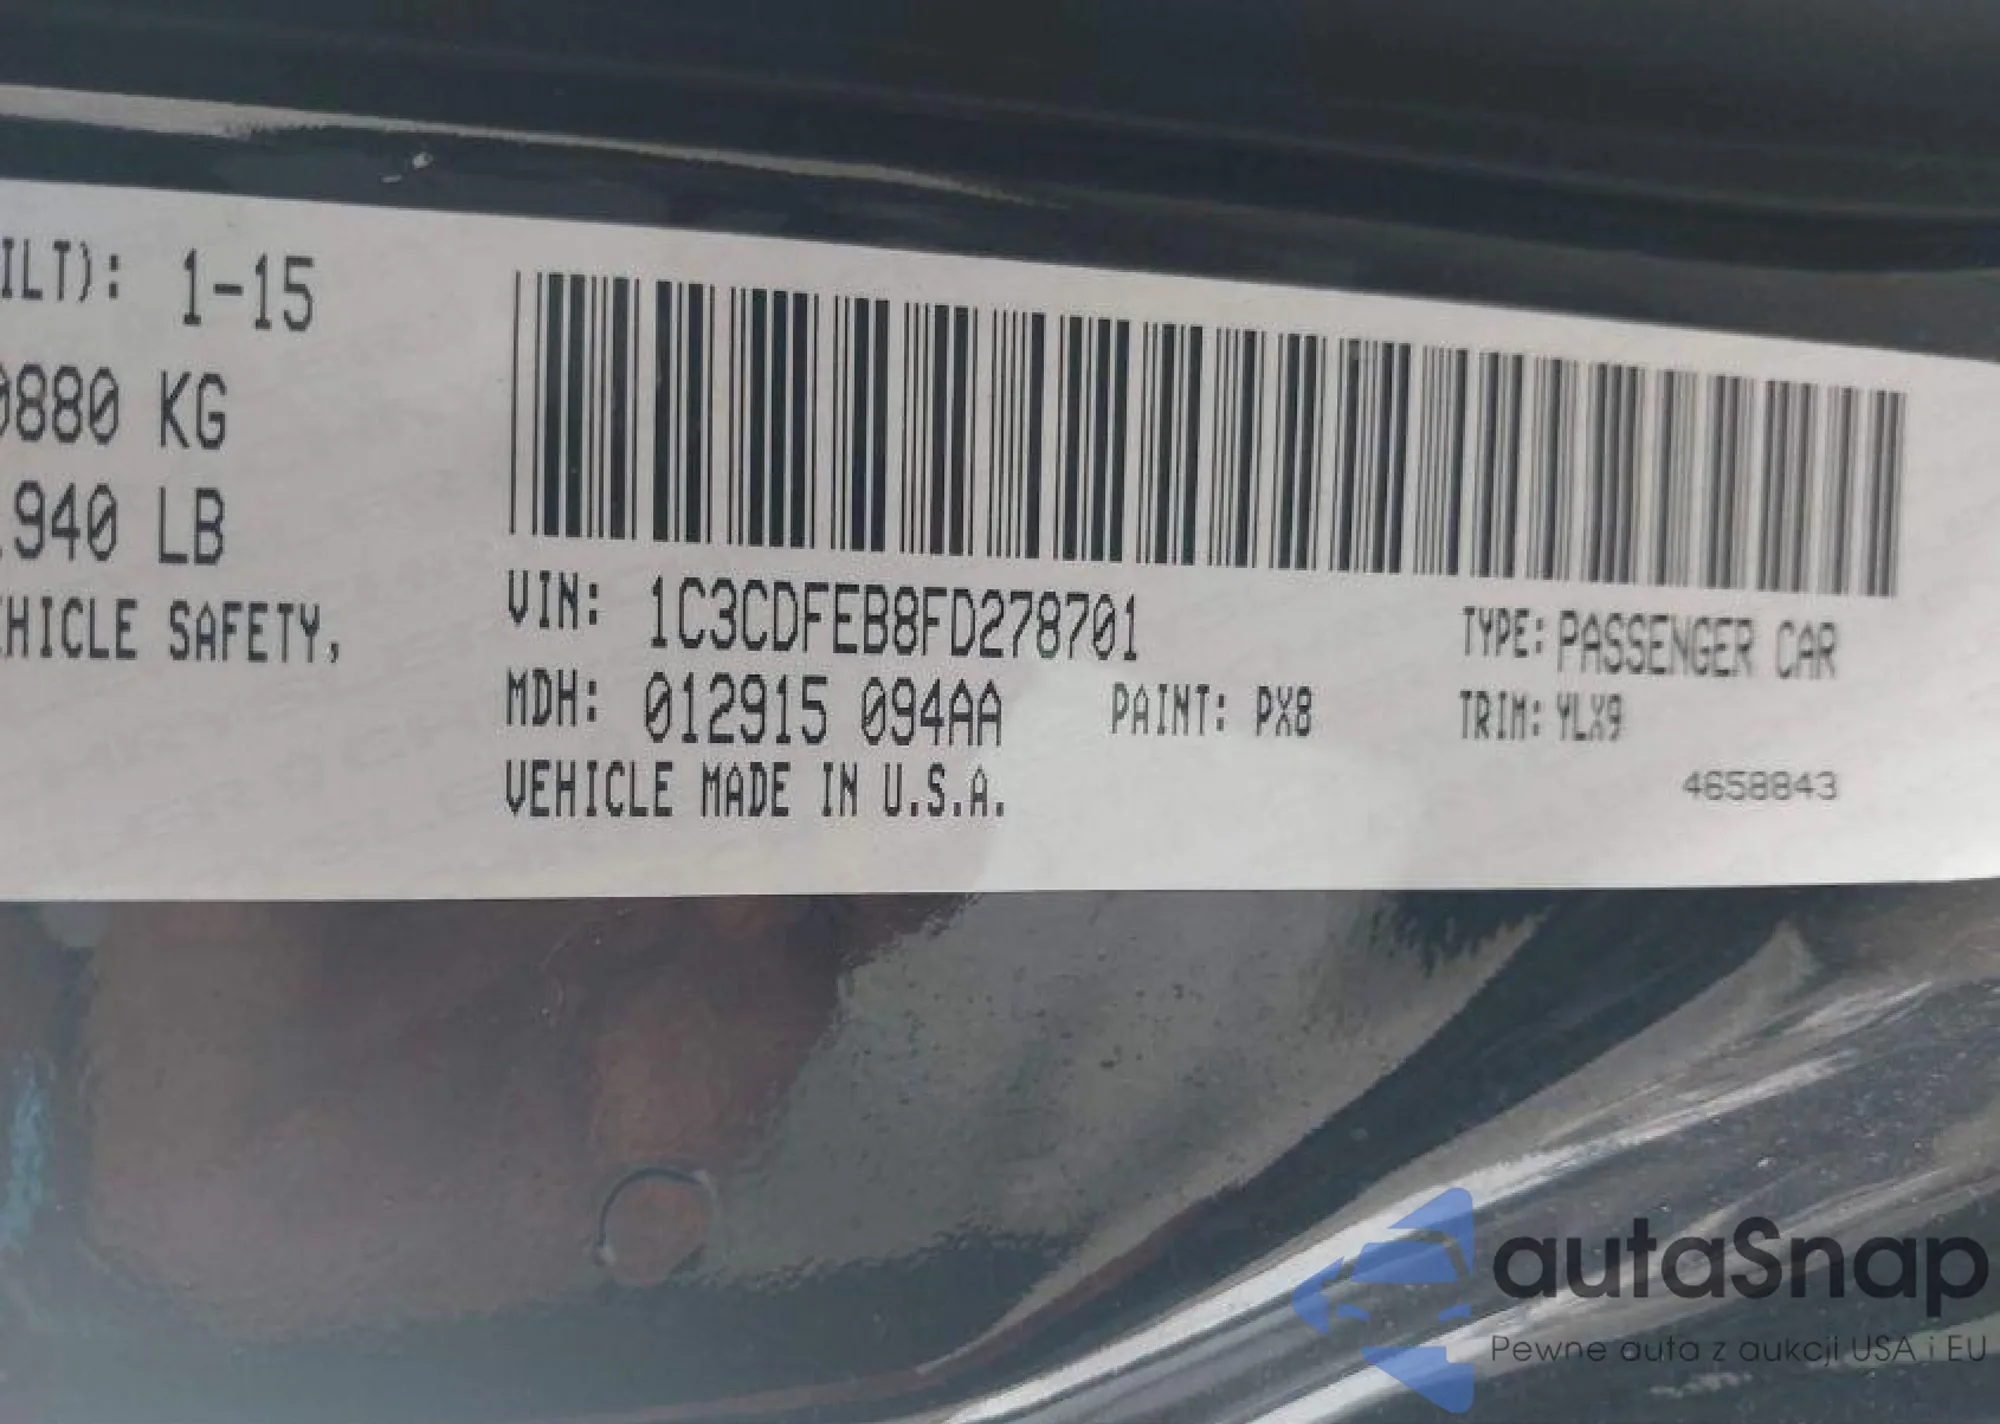 ILT): 1-15
0880 KG
940 LB
HICLE SAFETY,
VIN: 1C3CDFEB8FD278701
TYPE: PASSENGER CAR
MDH: 012915 094AA
PAINT: PX8
TRIM: YLX9
VEHICLE MADE IN U.S.A.
4658843
autaSnap
Pewne auta z aukcji USA i EU